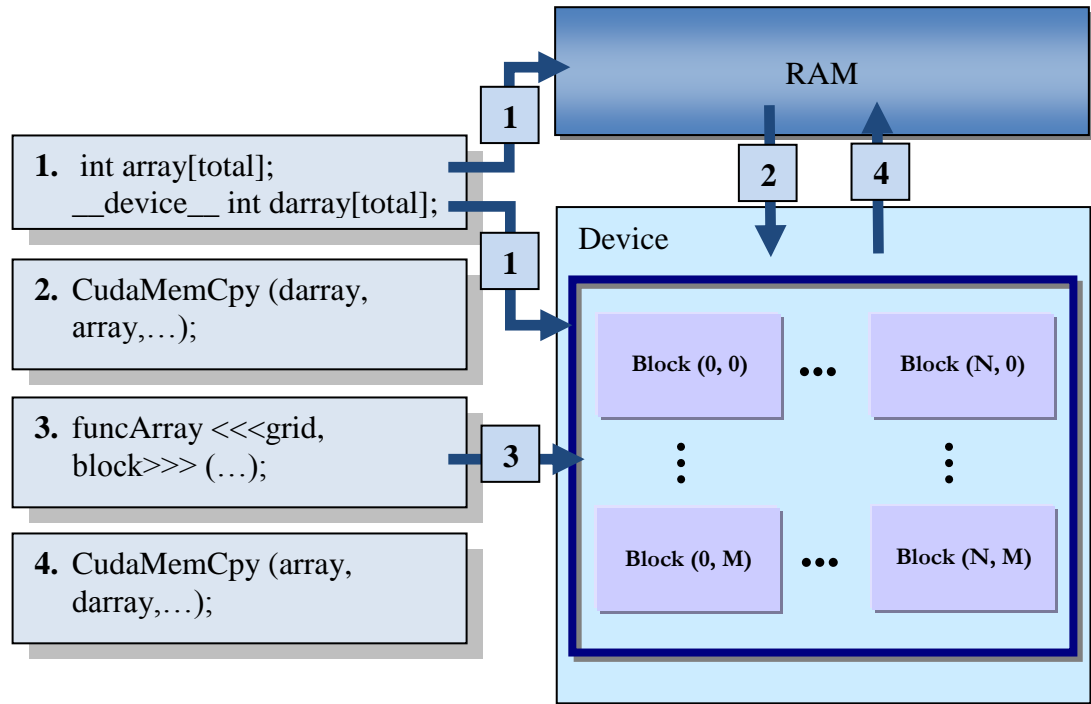 RAM
1
1. int array[total];
__device__ int darray[total];
2 4
Device
1
2. CudaMemCpy (darray,
array,…);
Block (0, 0) ••• Block (N, 0)
3. funcArray <<<grid,
block>>> (…);
3
4. CudaMemCpy (array,
darray,…);
Block (0, M) ••• Block (N, M)